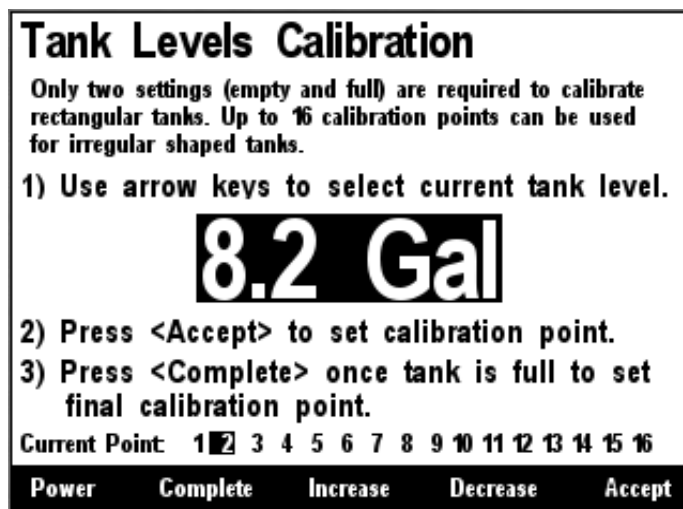 Tank Levels Calibration
Only two settings (empty and full) are required to calibrate
rectangular tanks. Up to 16 calibration points can be used
for irregular shaped tanks.
1) Use arrow keys to select current tank level.
8.2 Gal
2) Press <Accept> to set calibration point.
3) Press <Complete> once tank is full to set
final calibration point.
Current Point: 1 2 3 4 5 6 7 8 9 10 11 12 13 14 15 16
Power Complete Increase Decrease Accept